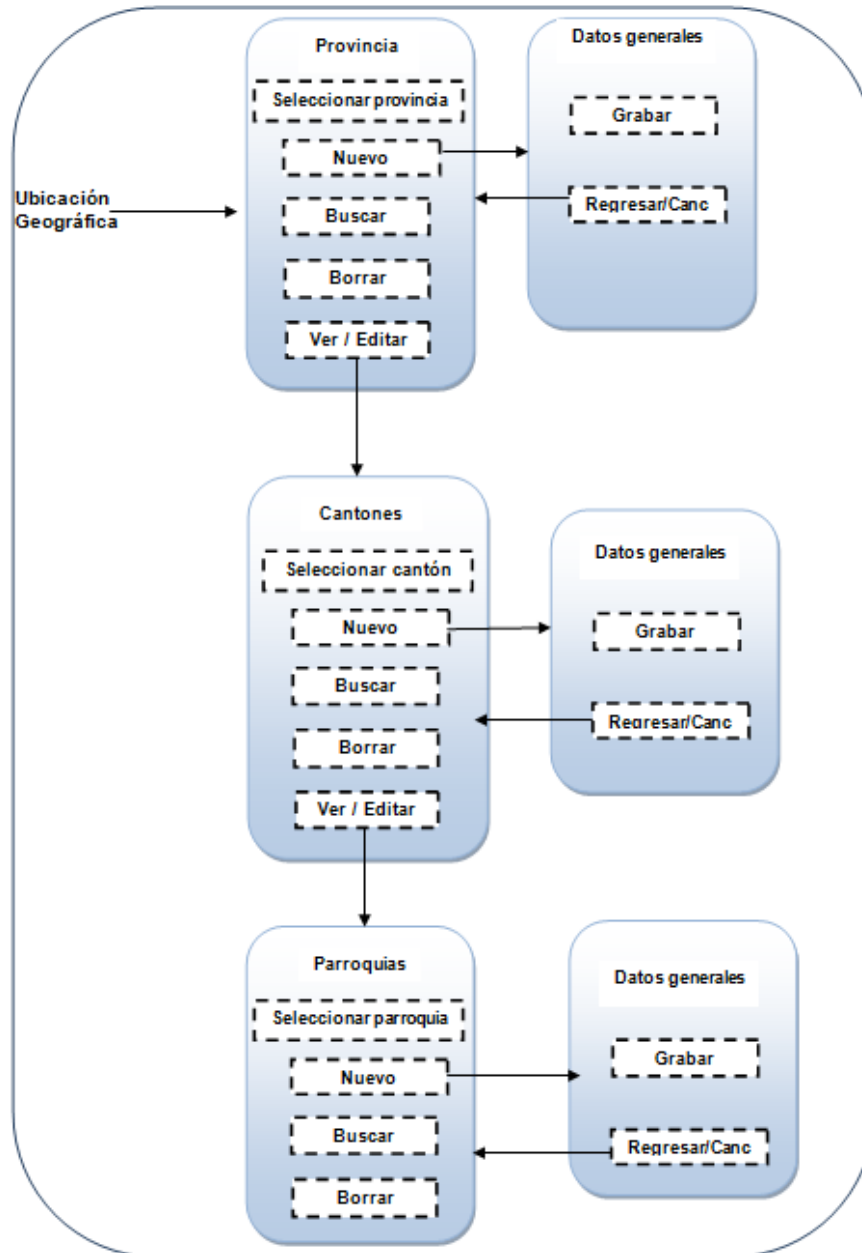 Provincia
Seleccionar provincia
Nuevo
Buscar
Borrar
Ver / Editar
Datos generales
Grabar
Regresar/Canc
Ubicación
Geográfica
Cantones
Seleccionar cantón
Nuevo
Buscar
Borrar
Ver / Editar
Datos generales
Grabar
Regresar/Canc
Parroquias
Seleccionar parroquia
Nuevo
Buscar
Borrar
Datos generales
Grabar
Regresar/Canc